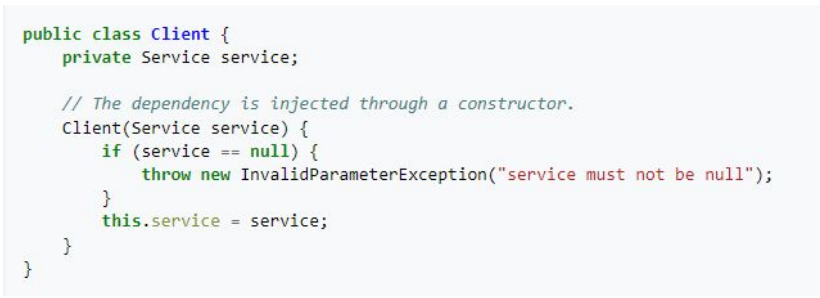 public class Client {
    private Service service;

    // The dependency is injected through a constructor.
    Client(Service service) {
        if (service == null) {
            throw new InvalidParameterException("service must not be null");
        }
        this.service = service;
    }
}